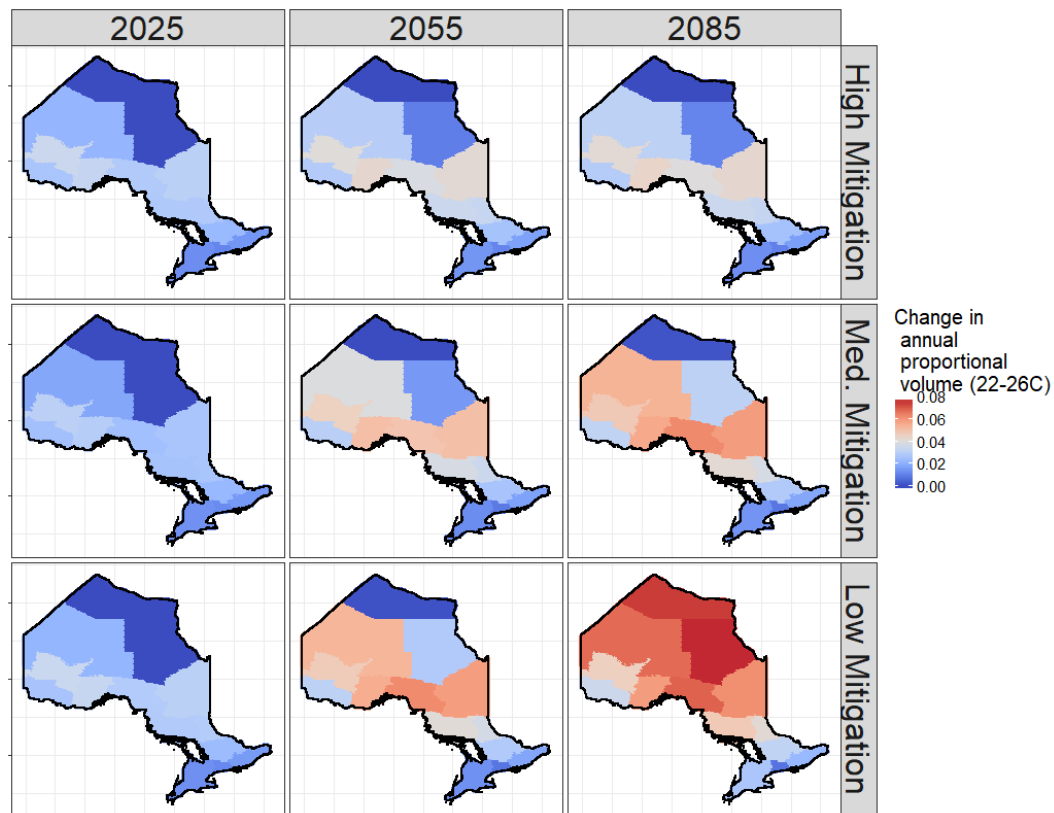 2025
2055
2085
High Mitigation
Med. Mitigation
Low Mitigation
Change in
annual
proportional
volume (22-26C)
0.08
0.06
0.04
0.02
0.00